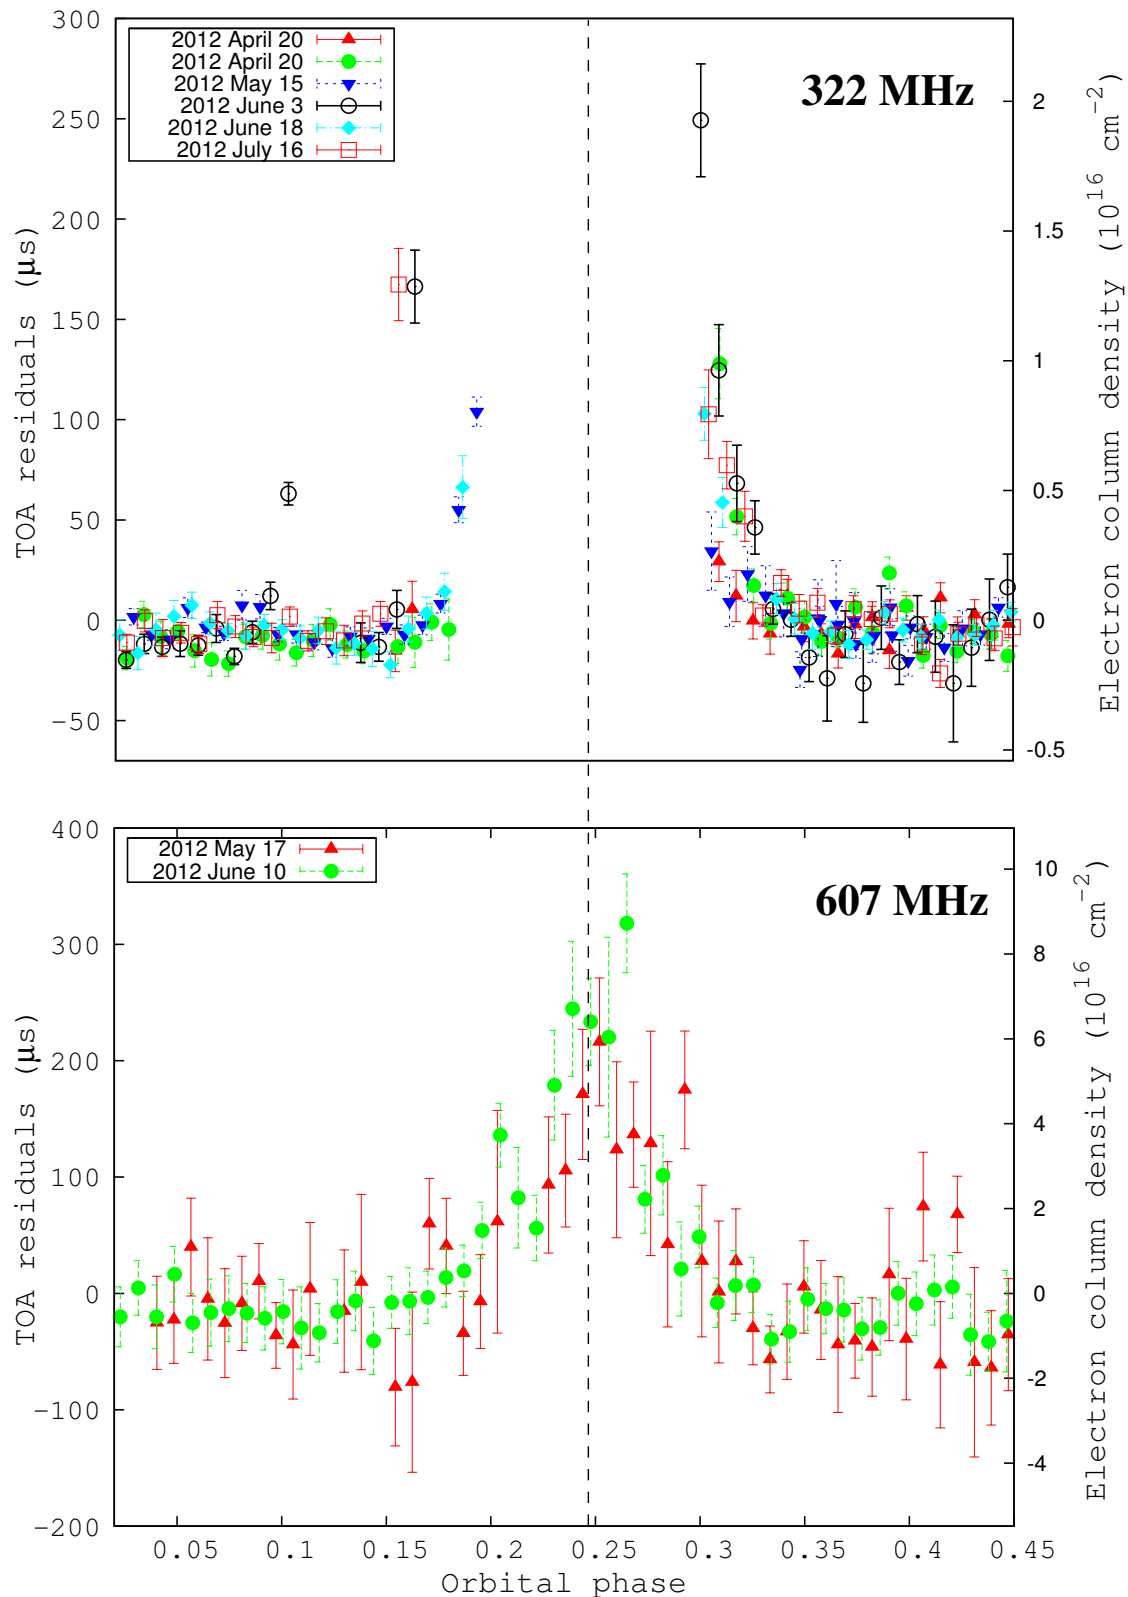 300
250
200
150
100
50
0
−50
TOA residuals (μs)
2012 April 20
2012 April 20
2012 May 15
2012 June 3
2012 June 18
2012 July 16
322 MHz
2
1.5
1
0.5
0
-0.5
Electron column density (10^16 cm^−2)
400
300
200
100
0
−100
−200
TOA residuals (μs)
2012 May 17
2012 June 10
607 MHz
10
8
6
4
2
0
-2
-4
Electron column density (10^16 cm^−2)
0.05 0.1 0.15 0.2 0.25 0.3 0.35 0.4 0.45
Orbital phase